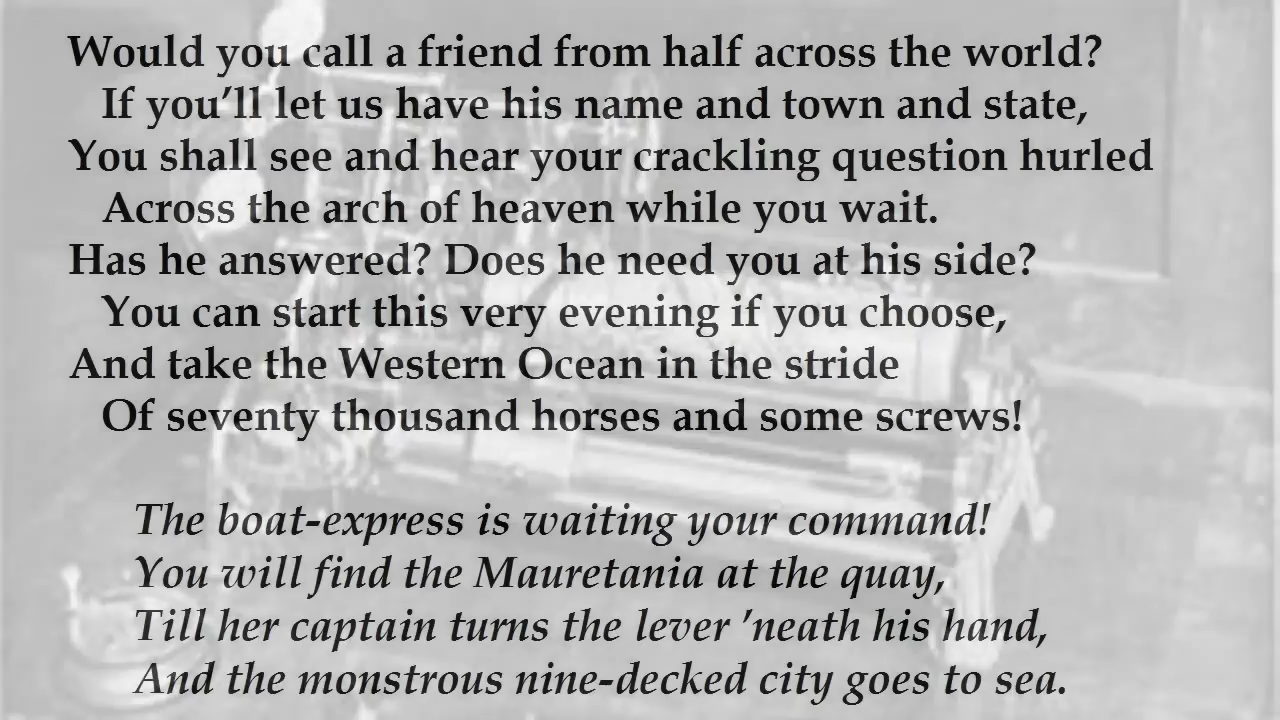 Would you call a friend from half across the world?
If you’ll let us have his name and town and state,
You shall see and hear your crackling question hurled
Across the arch of heaven while you wait.
Has he answered? Does he need you at his side?
You can start this very evening if you choose,
And take the Western Ocean in the stride
Of seventy thousand horses and some screws!
The boat-express is waiting your command!
You will find the Mauretania at the quay,
Till her captain turns the lever ’neath his hand,
And the monstrous nine-decked city goes to sea.